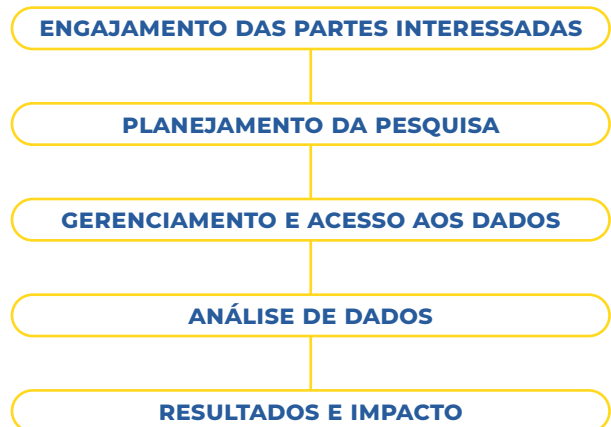 ENGAJAMENTO DAS PARTES INTERESSADAS
PLANEJAMENTO DA PESQUISA
GERENCIAMENTO E ACESSO AOS DADOS
ANÁLISE DE DADOS
RESULTADOS E IMPACTO